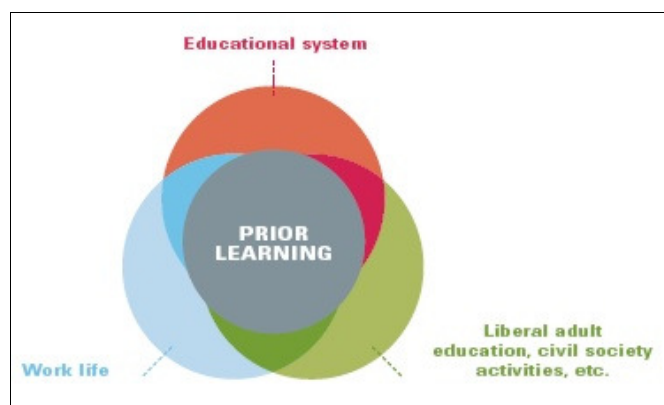 Educational system
PRIOR
LEARNING
Liberal adult
education, civil society
activities, etc.
Work life